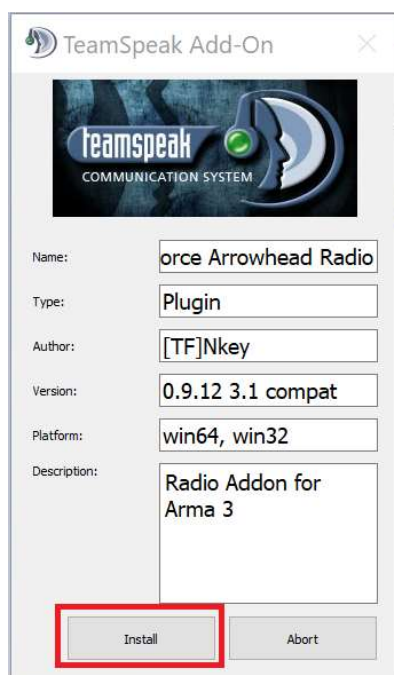 TeamSpeak Add-On
teamspeak
COMMUNICATION SYSTEM
Name:
orce Arrowhead Radio
Type:
Plugin
Author:
[TF]Nkey
Version:
0.9.12 3.1 compat
Platform:
win64, win32
Description:
Radio Addon for
Arma 3
Install
Abort